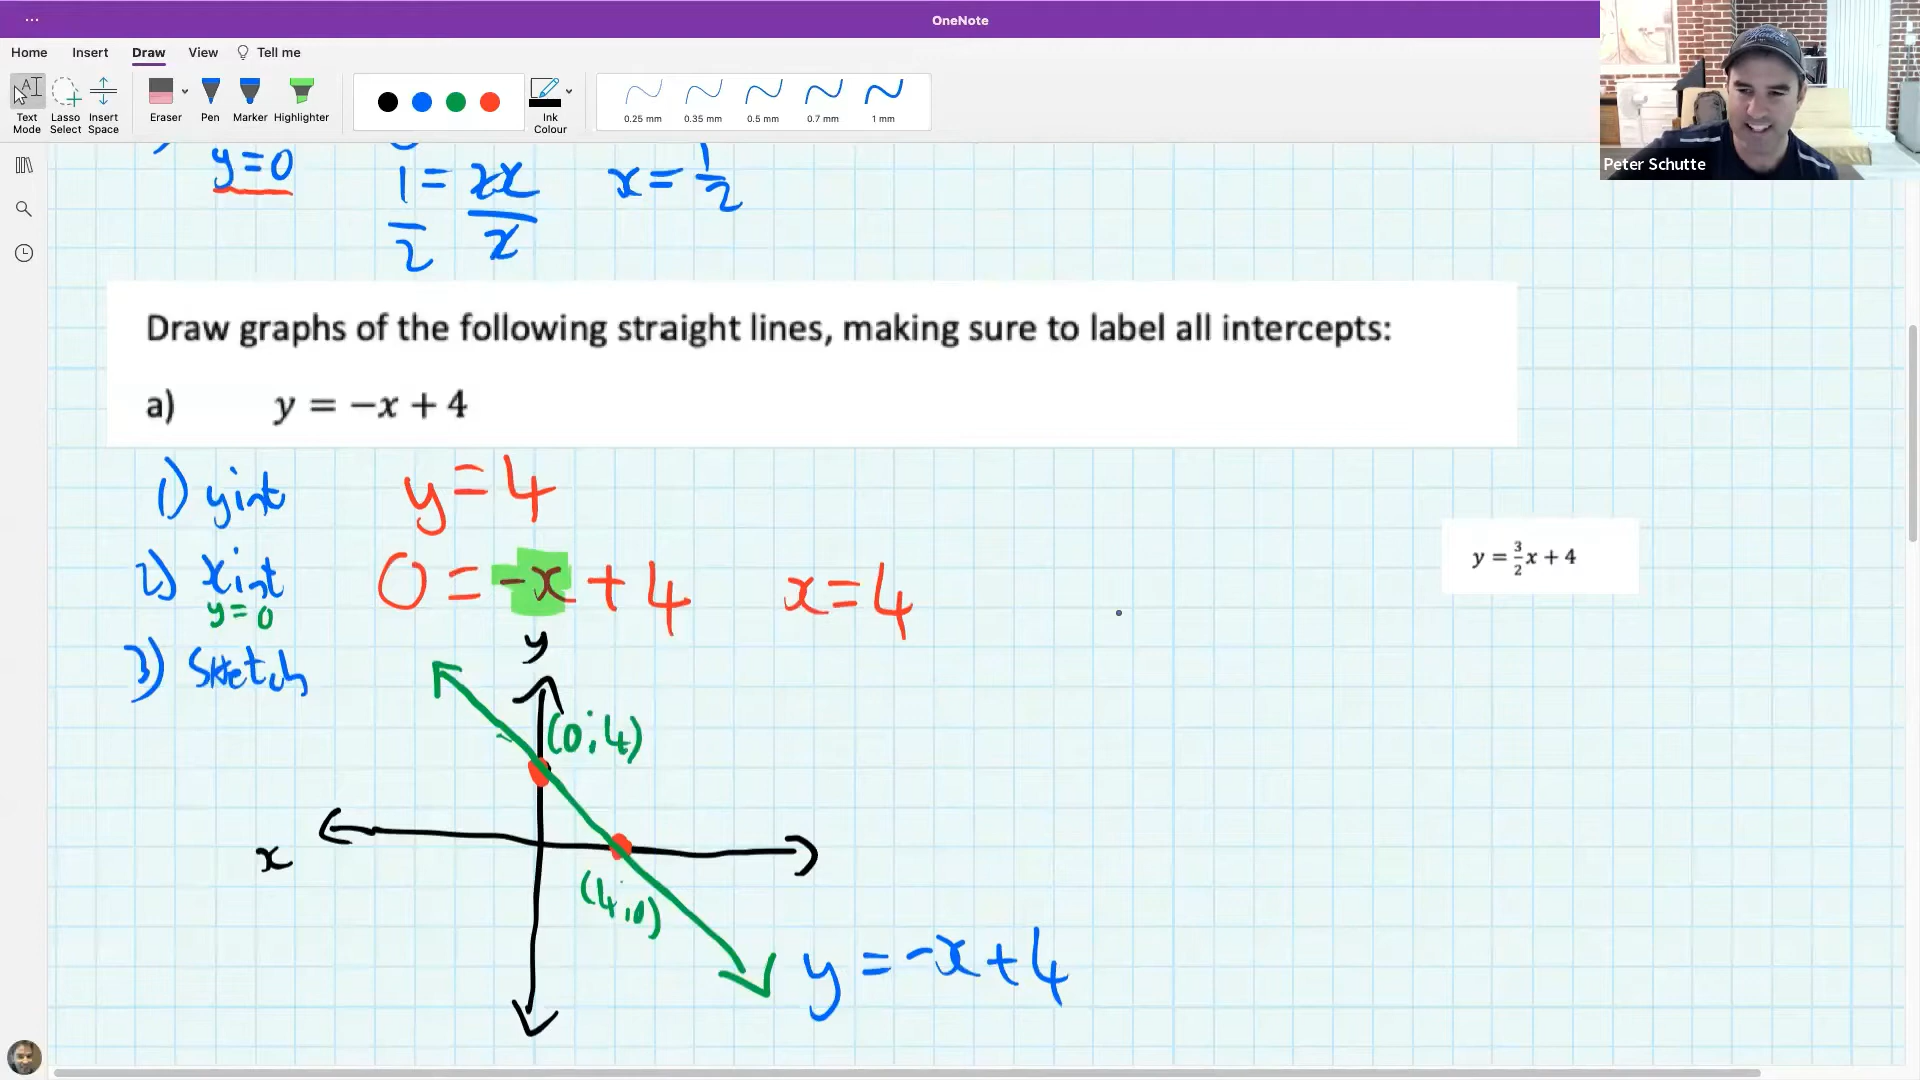 OneNote
Home Insert Draw View Tell me
Text Mode Lasso Select Insert Space Eraser Pen Marker Highlighter Ink Colour 0.25 mm 0.35 mm 0.5 mm 0.7 mm 1 mm
Peter Schutte
y=0
1/2 = 2x/2 x=1/2
Draw graphs of the following straight lines, making sure to label all intercepts:
a) y = −x + 4
1) yint y=4
y = 3/2 x + 4
2) xint 0 = -x + 4 x=4
y=0
y
3) Sketch
(0;4)
x
(4;0)
y = -x+4